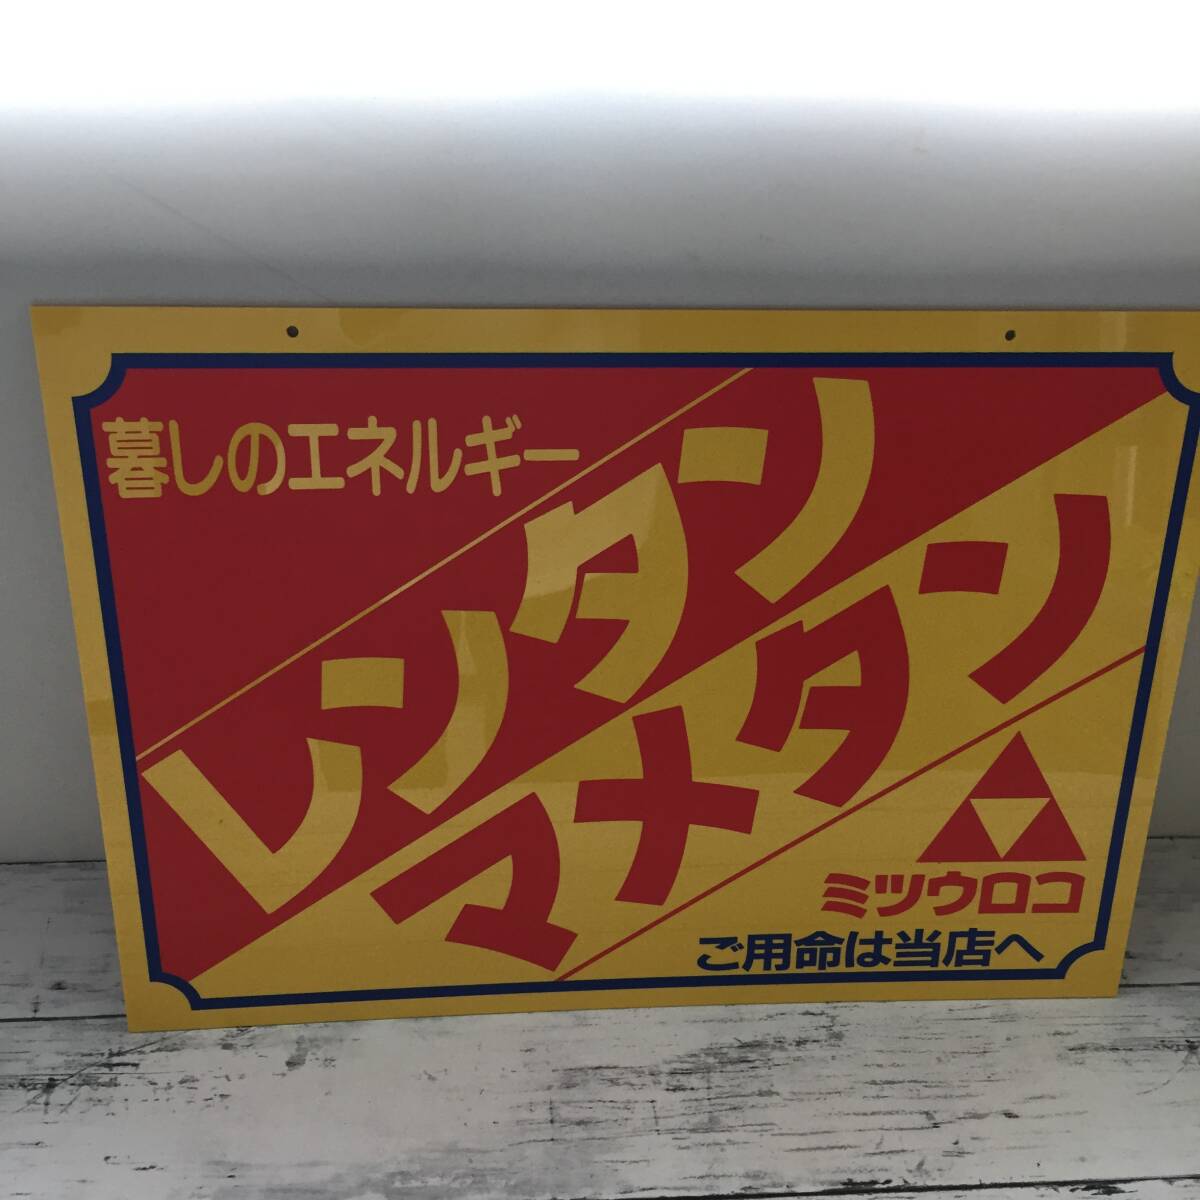 暮しのエネルギー
レンタン
マメタン
ミツウロコ
ご用命は当店へ